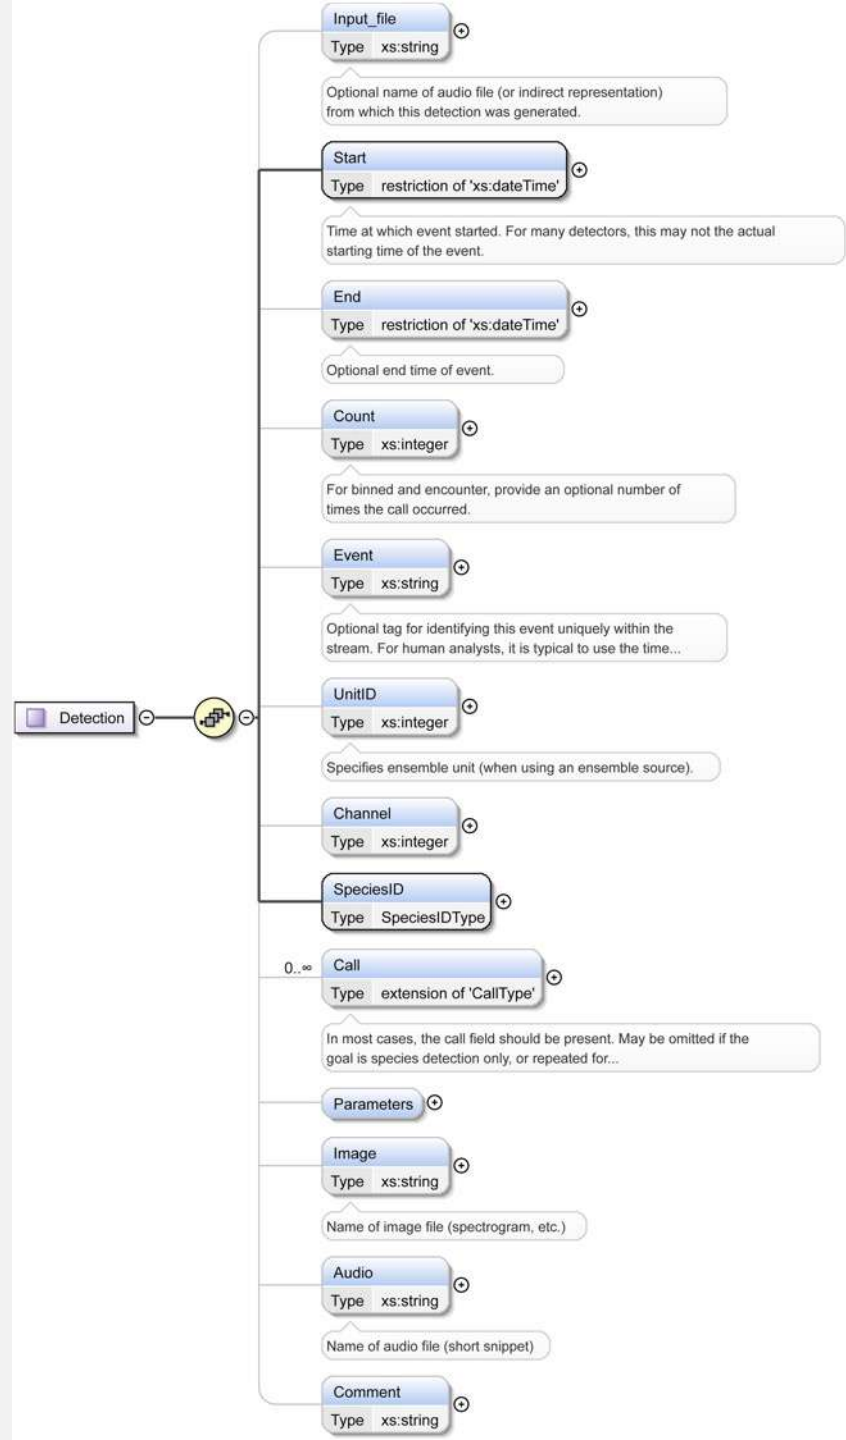 Input_file
Type xs:string
Optional name of audio file (or indirect representation)
from which this detection was generated.
Start
Type restriction of 'xs:dateTime'
Time at which event started. For many detectors, this may not the actual
starting time of the event.
End
Type restriction of 'xs:dateTime'
Optional end time of event.
Count
Type xs:integer
For binned and encounter, provide an optional number of
times the call occurred.
Event
Type xs:string
Optional tag for identifying this event uniquely within the
stream. For human analysts, it is typical to use the time...
Detection
UnitID
Type xs:integer
Specifies ensemble unit (when using an ensemble source).
Channel
Type xs:integer
SpeciesID
Type SpeciesIDType
0..∞
Call
Type extension of 'CallType'
In most cases, the call field should be present. May be omitted if the
goal is species detection only, or repeated for...
Parameters
Image
Type xs:string
Name of image file (spectrogram, etc.)
Audio
Type xs:string
Name of audio file (short snippet)
Comment
Type xs:string